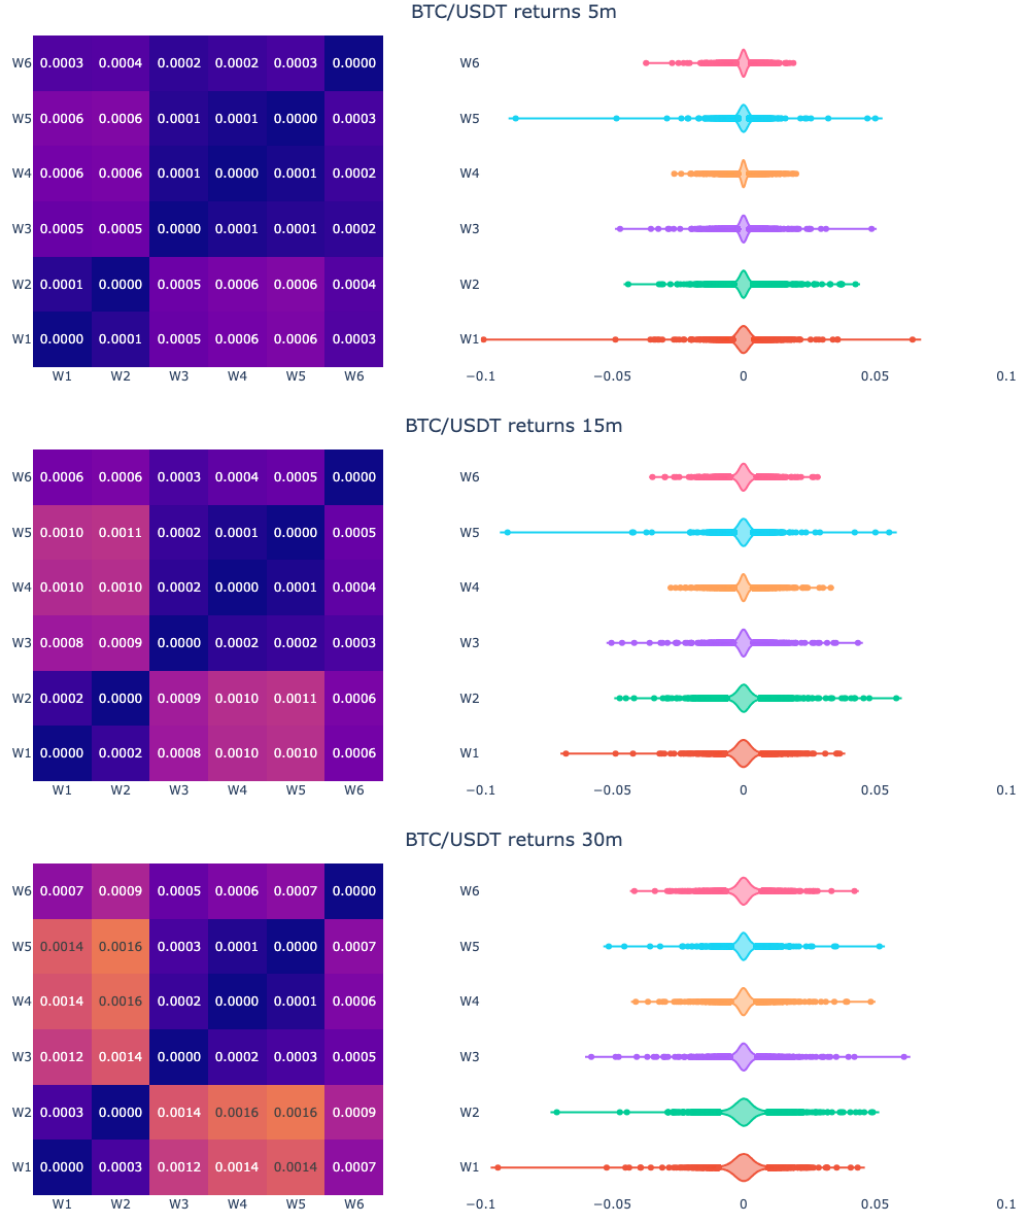 BTC/USDT returns 5m
W6 0.0003 0.0004 0.0002 0.0002 0.0003 0.0000
W5 0.0006 0.0006 0.0001 0.0001 0.0000 0.0003
W4 0.0006 0.0006 0.0001 0.0000 0.0001 0.0002
W3 0.0005 0.0005 0.0000 0.0001 0.0001 0.0002
W2 0.0001 0.0000 0.0005 0.0006 0.0006 0.0004
W1 0.0000 0.0001 0.0005 0.0006 0.0006 0.0003
W1 W2 W3 W4 W5 W6
W6
W5
W4
W3
W2
W1
−0.1 −0.05 0 0.05 0.1
BTC/USDT returns 15m
W6 0.0006 0.0006 0.0003 0.0004 0.0005 0.0000
W5 0.0010 0.0011 0.0002 0.0001 0.0000 0.0005
W4 0.0010 0.0010 0.0002 0.0000 0.0001 0.0004
W3 0.0008 0.0009 0.0000 0.0002 0.0002 0.0003
W2 0.0002 0.0000 0.0009 0.0010 0.0011 0.0006
W1 0.0000 0.0002 0.0008 0.0010 0.0010 0.0006
W1 W2 W3 W4 W5 W6
W6
W5
W4
W3
W2
W1
−0.1 −0.05 0 0.05 0.1
BTC/USDT returns 30m
W6 0.0007 0.0009 0.0005 0.0006 0.0007 0.0000
W5 0.0014 0.0016 0.0003 0.0001 0.0000 0.0007
W4 0.0014 0.0016 0.0002 0.0000 0.0001 0.0006
W3 0.0012 0.0014 0.0000 0.0002 0.0003 0.0005
W2 0.0003 0.0000 0.0014 0.0016 0.0016 0.0009
W1 0.0000 0.0003 0.0012 0.0014 0.0014 0.0007
W1 W2 W3 W4 W5 W6
W6
W5
W4
W3
W2
W1
−0.1 −0.05 0 0.05 0.1